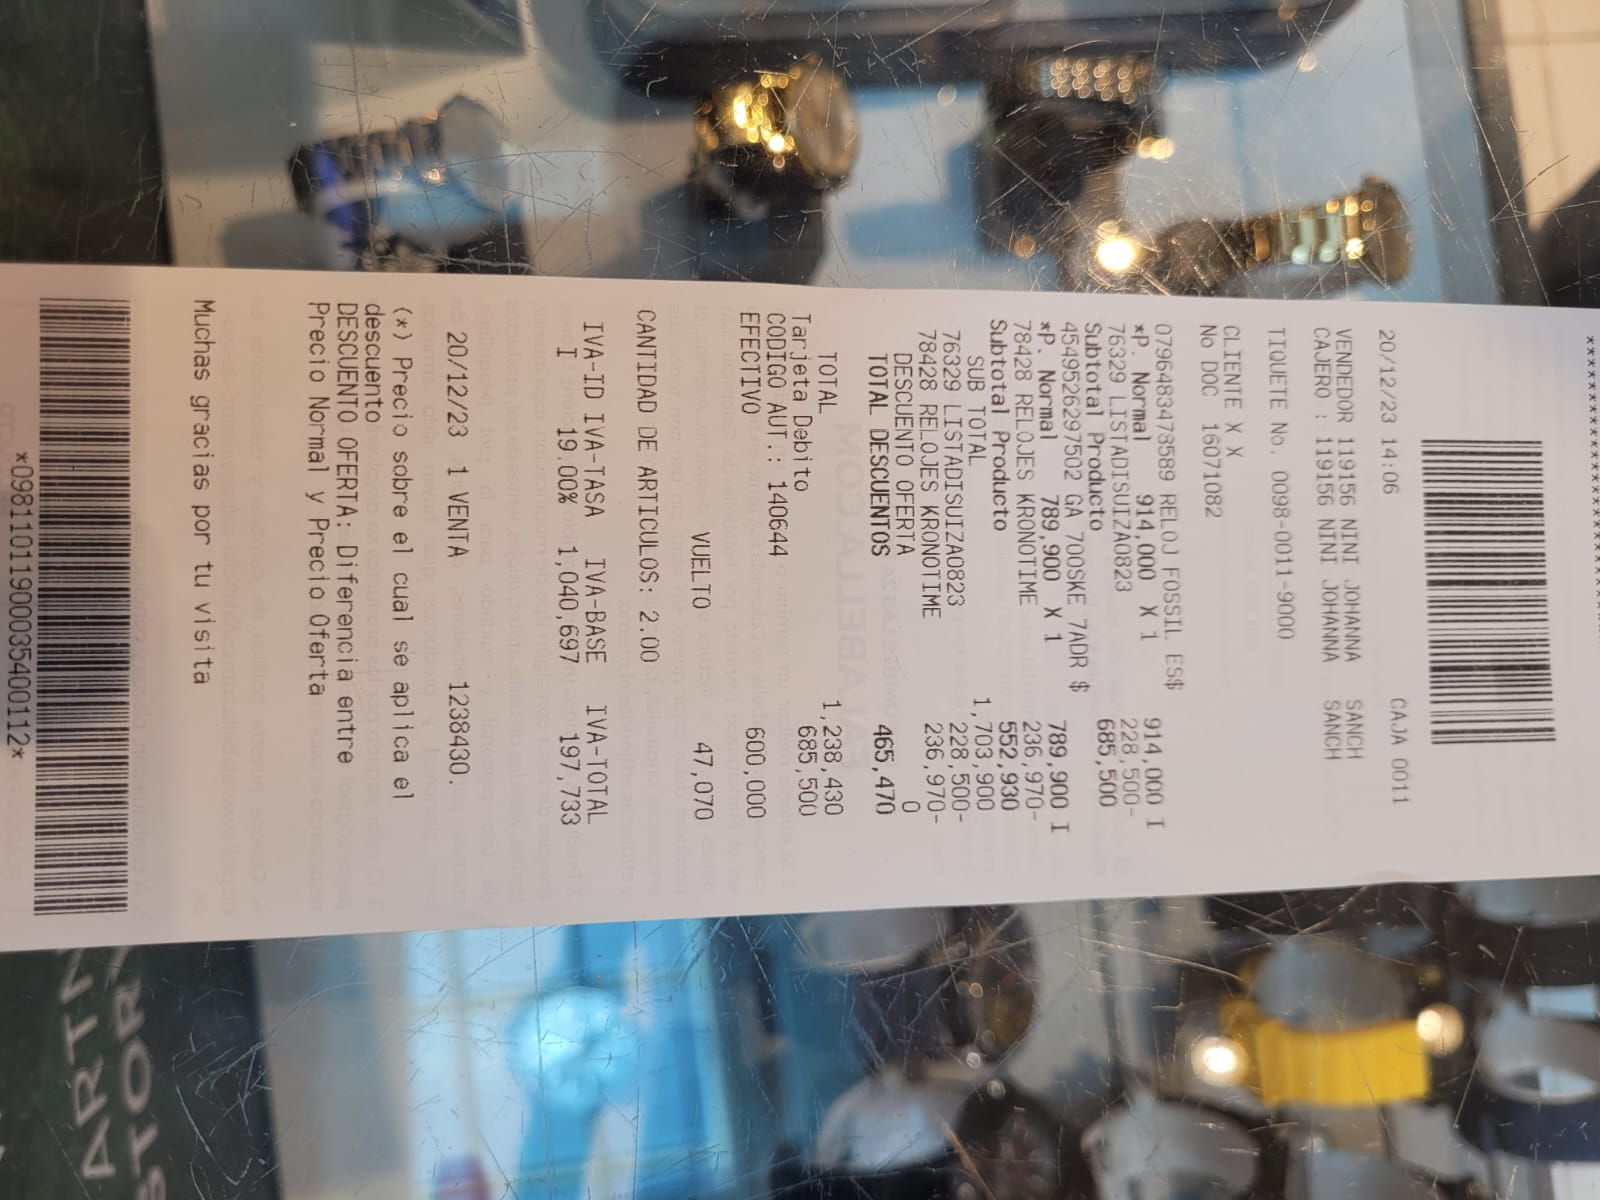 **************************
20/12/23 14:06 CAJA 0011
VENDEDOR 119156 NINI JOHANNA SANCH
CAJERO : 119156 NINI JOHANNA SANCH
TIQUETE No. 0098-0011-9000
CLIENTE X X
No DOC 16071082
0796483478589 RELOJ FOSSIL ES$ 914,000 I
*P. Normal 914,000 X 1
76329 LISTADISUIZA0823 228,500-
Subtotal Producto 685,500
4549526297502 GA 700SKE 7ADR $ 789,900 I
*P. Normal 789,900 X 1
78428 RELOJES KRONOTIME 236,970-
Subtotal Producto 552,930
SUB TOTAL 1,703,900
76329 LISTADISUIZA0823 228,500-
78428 RELOJES KRONOTIME 236,970-
DESCUENTO OFERTA 0
TOTAL DESCUENTOS 465,470
TOTAL 1,238,430
Tarjeta Debito 685,500
CODIGO AUT.: 140644
EFECTIVO 600,000
VUELTO 47,070
CANTIDAD DE ARTICULOS: 2.00
IVA-ID IVA-TASA IVA-BASE IVA-TOTAL
I 19.00% 1,040,697 197,733
20/12/23 1 VENTA 1238430.
(*) Precio sobre el cual se aplica el
descuento
DESCUENTO OFERTA: Diferencia entre
Precio Normal y Precio Oferta
Muchas gracias por tu visita
*09811011900035400112*